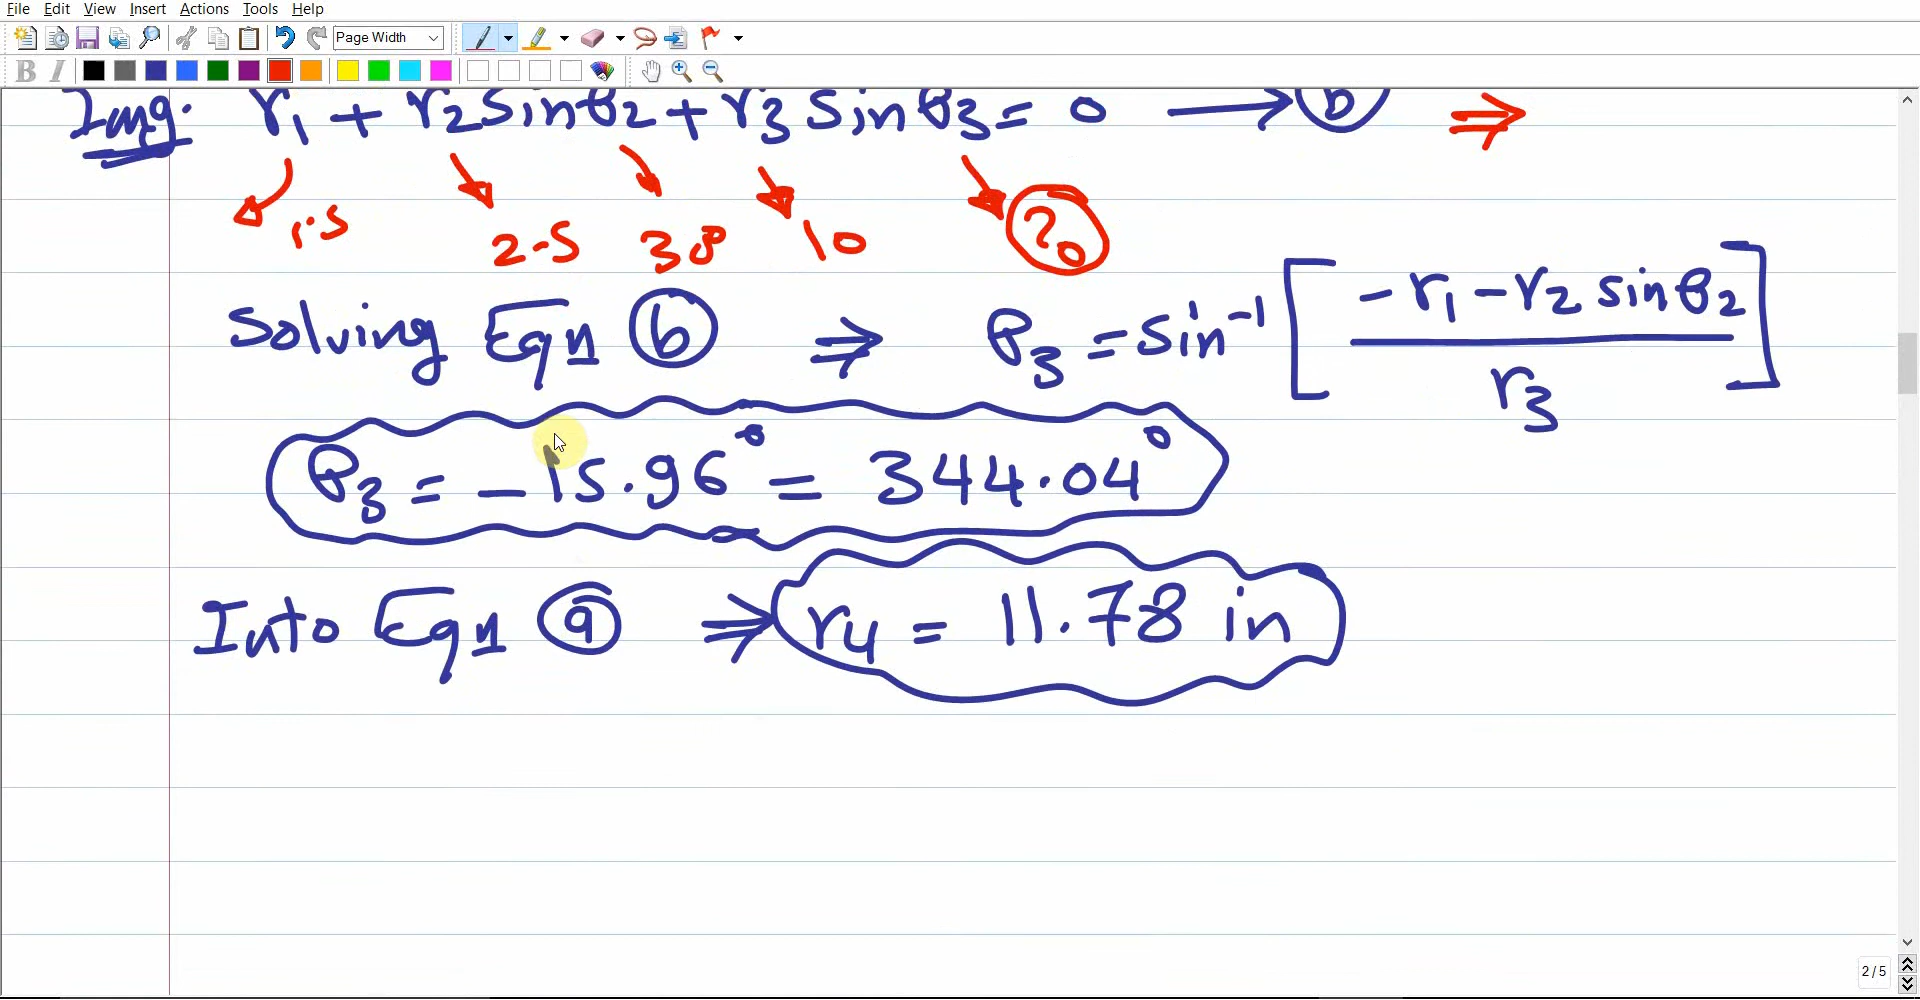 File Edit View Insert Actions Tools Help
Page Width
Img. r1 + r2 sinθ2 + r3 sinθ3 = 0 → b ⇒
1.5 2.5 30° 10 ?
Solving Eqn b ⇒ θ3 = sin⁻¹ [ (-r1 - r2 sinθ2) / r3 ]
θ3 = -15.96° = 344.04°
Into Eqn a ⇒ r4 = 11.78 in
2 / 5